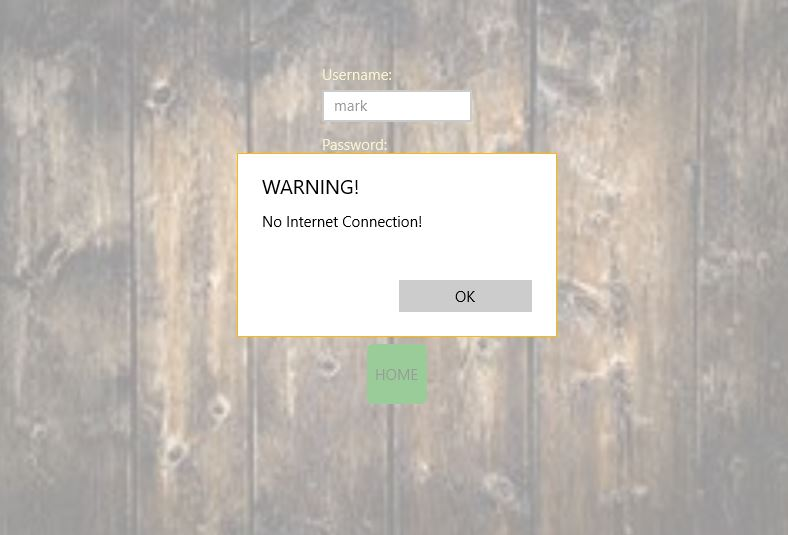 Username:
mark
Password:
WARNING!
No Internet Connection!
OK
HOME